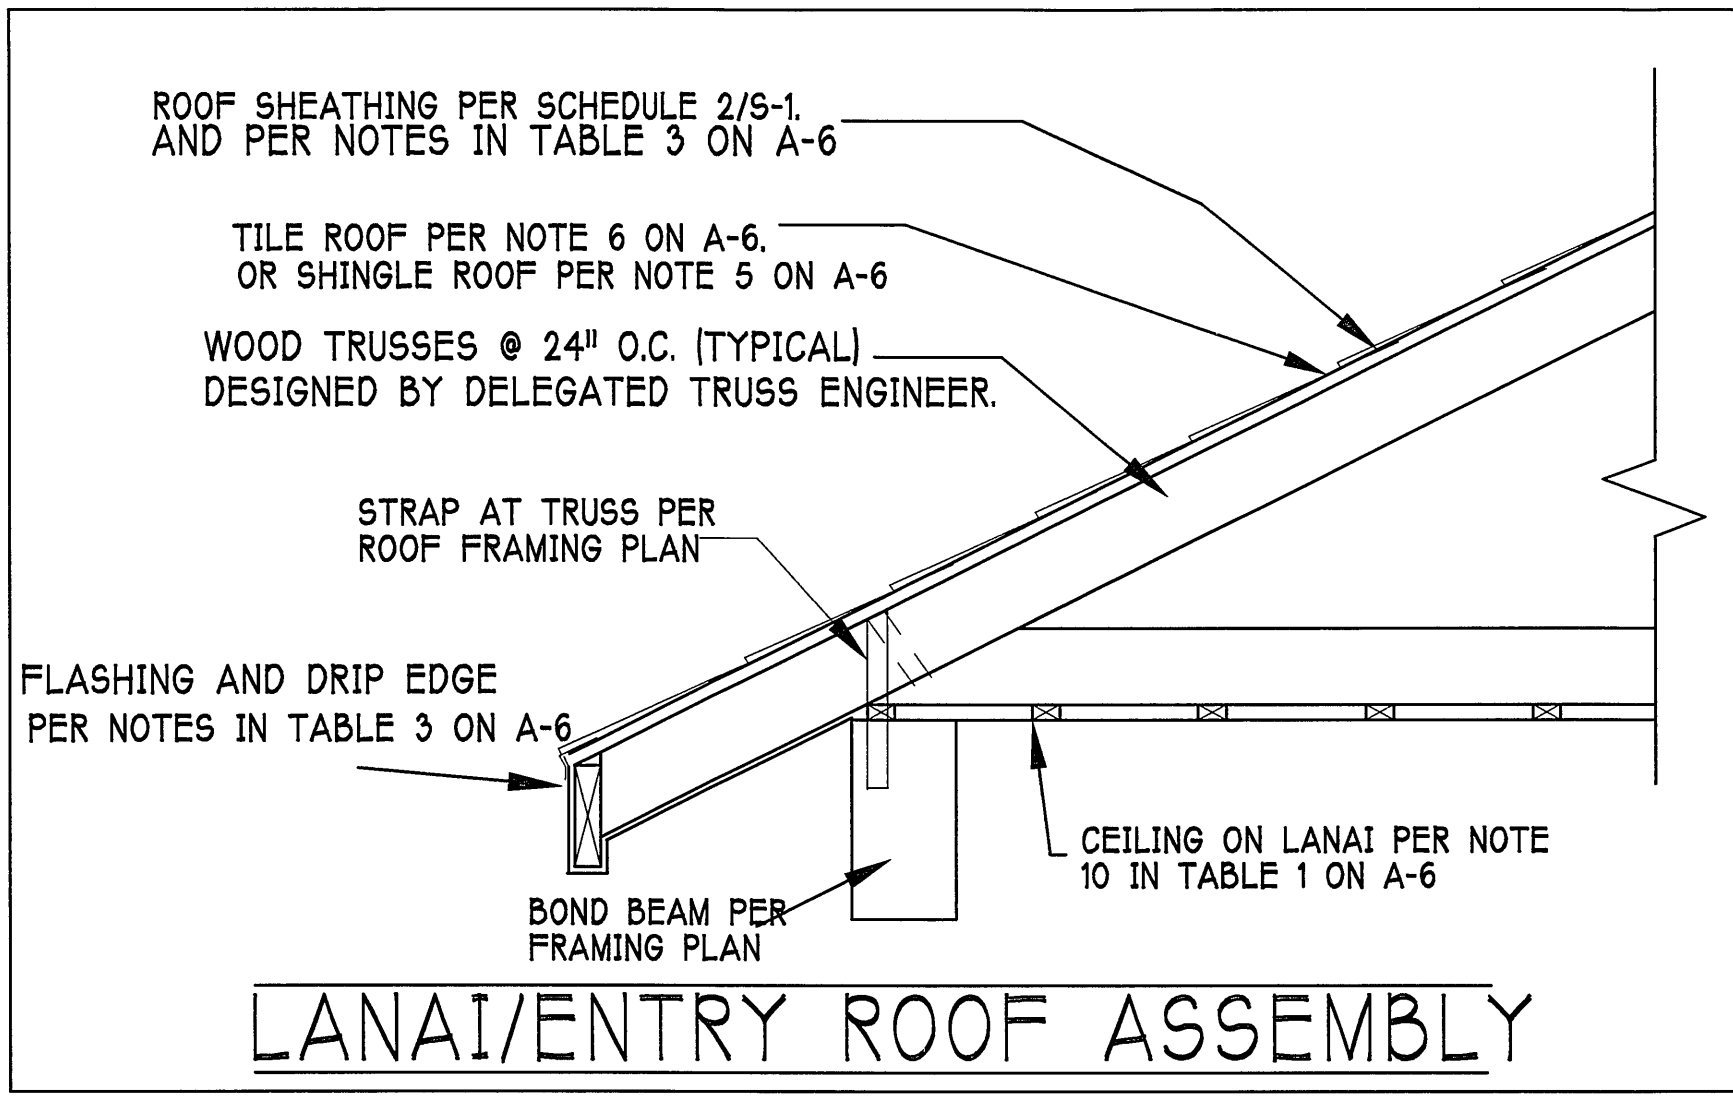 ROOF SHEATHING PER SCHEDULE 2/S-1.
AND PER NOTES IN TABLE 3 ON A-6
TILE ROOF PER NOTE 6 ON A-6.
OR SHINGLE ROOF PER NOTE 5 ON A-6
WOOD TRUSSES @ 24" O.C. (TYPICAL)
DESIGNED BY DELEGATED TRUSS ENGINEER.
STRAP AT TRUSS PER
ROOF FRAMING PLAN
FLASHING AND DRIP EDGE
PER NOTES IN TABLE 3 ON A-6
CEILING ON LANAI PER NOTE
10 IN TABLE 1 ON A-6
BOND BEAM PER
FRAMING PLAN
LANAI/ENTRY ROOF ASSEMBLY